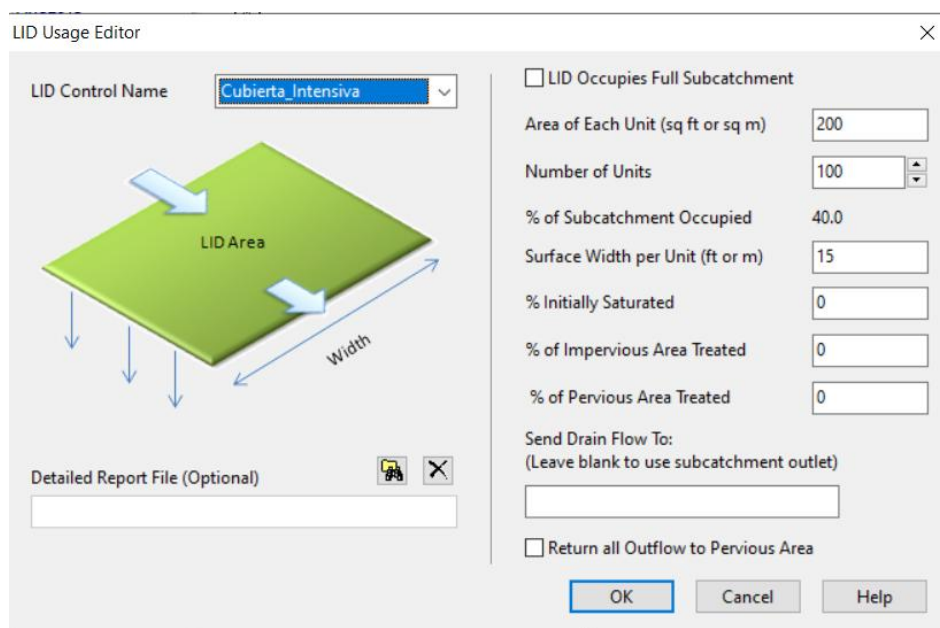 LID Usage Editor
LID Control Name
Cubierta_Intensiva
LID Area
Width
Detailed Report File (Optional)
LID Occupies Full Subcatchment
Area of Each Unit (sq ft or sq m)
200
Number of Units
100
% of Subcatchment Occupied
40.0
Surface Width per Unit (ft or m)
15
% Initially Saturated
0
% of Impervious Area Treated
0
% of Pervious Area Treated
0
Send Drain Flow To:
(Leave blank to use subcatchment outlet)
Return all Outflow to Pervious Area
OK
Cancel
Help